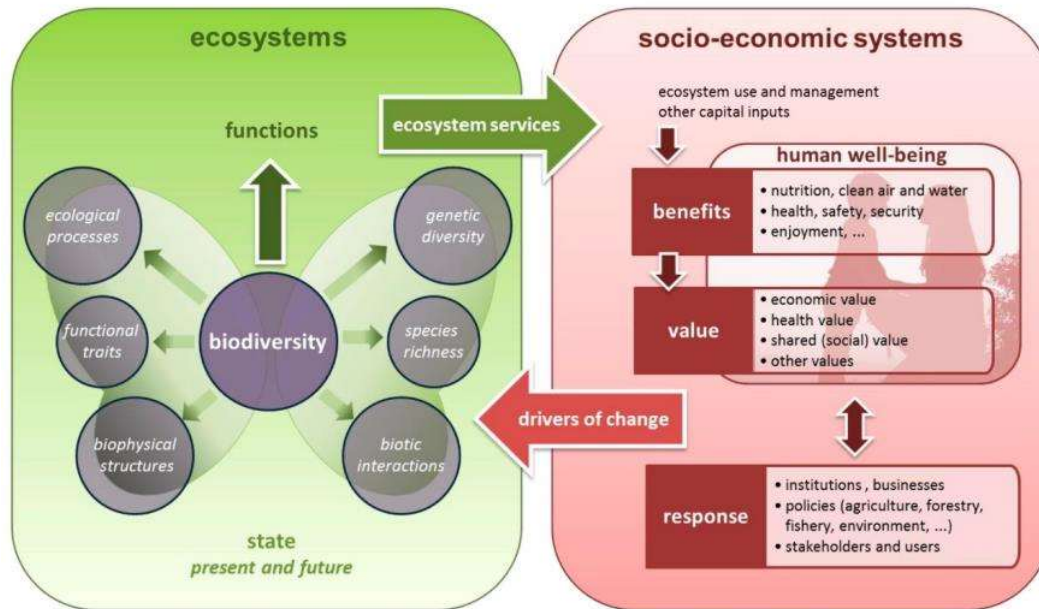 ecosystems
functions
ecological
processes
genetic
diversity
functional
traits
biodiversity
species
richness
biophysical
structures
biotic
interactions
state
present and future
ecosystem services
drivers of change
socio-economic systems
ecosystem use and management
other capital inputs
human well-being
benefits
• nutrition, clean air and water
• health, safety, security
• enjoyment, ...
value
• economic value
• health value
• shared (social) value
• other values
response
• institutions , businesses
• policies (agriculture, forestry,
fishery, environment, ...)
• stakeholders and users